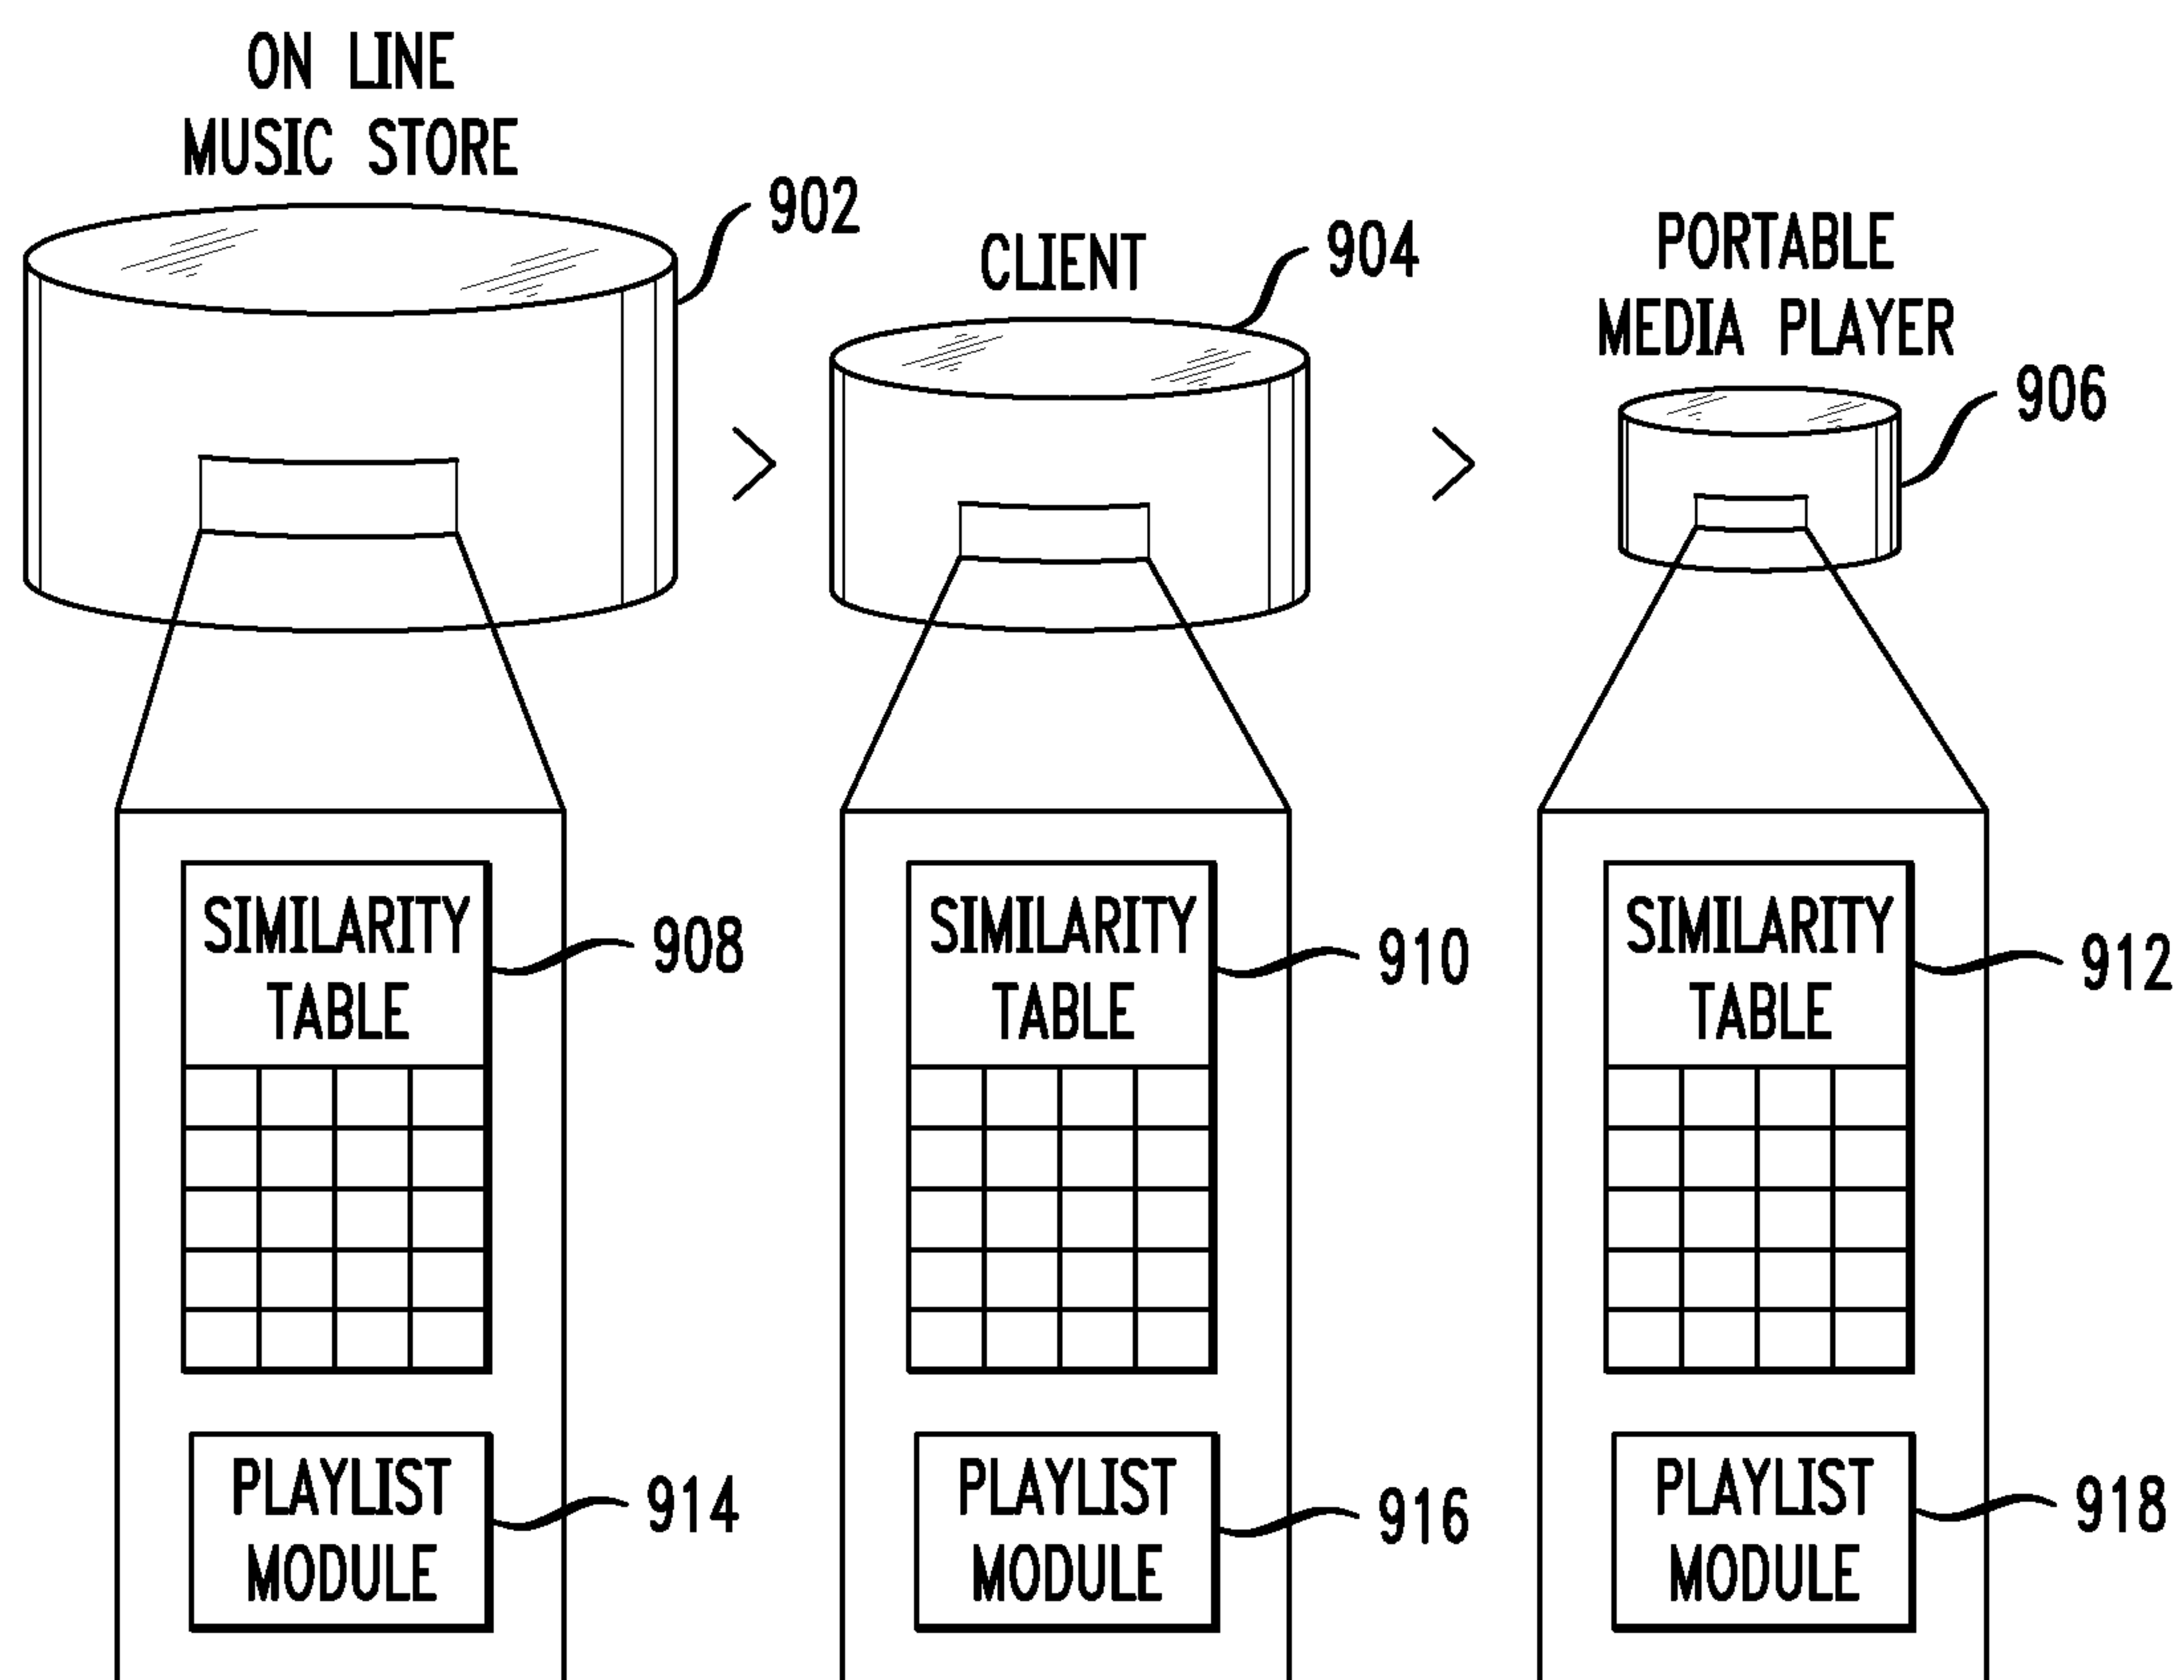 ON LINE
MUSIC STORE
902
CLIENT
904
PORTABLE
MEDIA PLAYER
906
>
>
SIMILARITY
TABLE
908
SIMILARITY
TABLE
910
SIMILARITY
TABLE
912
PLAYLIST
MODULE
914
PLAYLIST
MODULE
916
PLAYLIST
MODULE
918